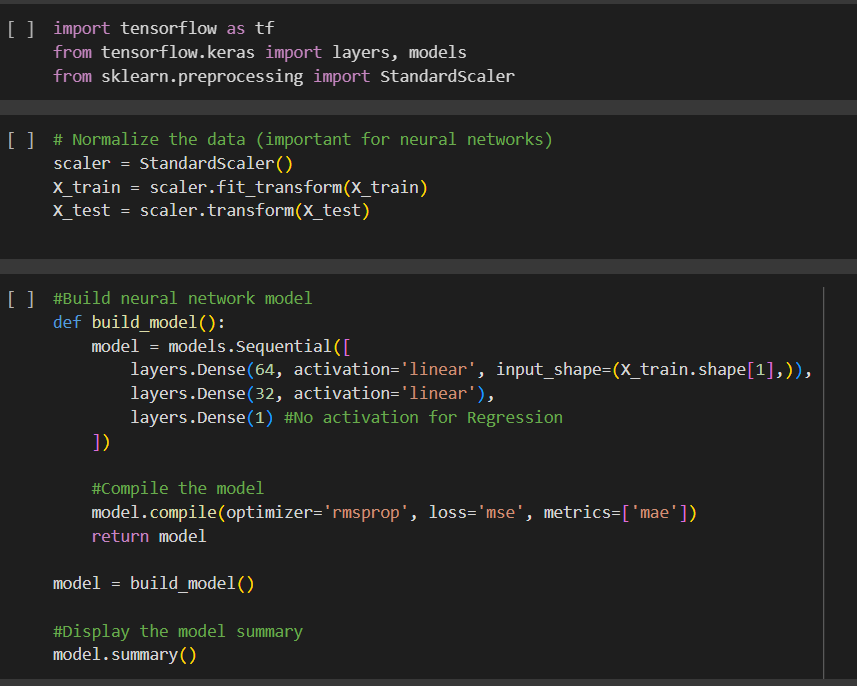 [ ] import tensorflow as tf
from tensorflow.keras import layers, models
from sklearn.preprocessing import StandardScaler
[ ] # Normalize the data (important for neural networks)
scaler = StandardScaler()
X_train = scaler.fit_transform(X_train)
X_test = scaler.transform(X_test)
[ ] #Build neural network model
def build_model():
    model = models.Sequential([
        layers.Dense(64, activation='linear', input_shape=(X_train.shape[1],)),
        layers.Dense(32, activation='linear'),
        layers.Dense(1) #No activation for Regression
    ])
    #Compile the model
    model.compile(optimizer='rmsprop', loss='mse', metrics=['mae'])
    return model
model = build_model()
#Display the model summary
model.summary()